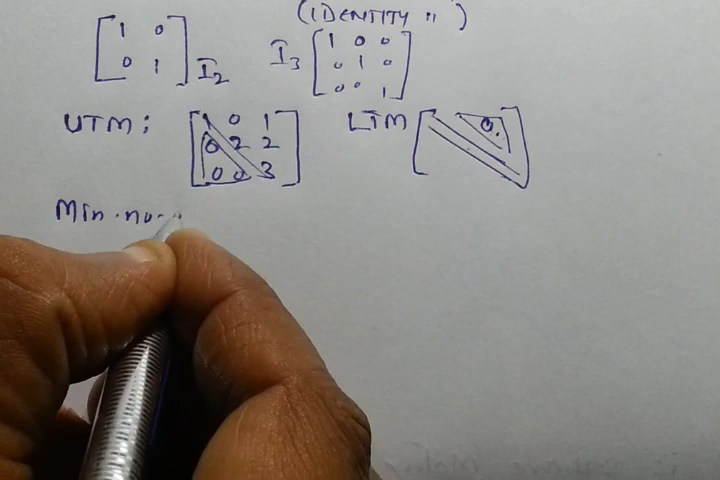 (IDENTITY " )
[ 1 0
0 1 ] I2 I3 [ 1 0 0
0 1 0
0 0 1 ]
UTM: [ 1 0 1
0 2 2
0 0 3 ] LTM [ 0. ]
Min. no.